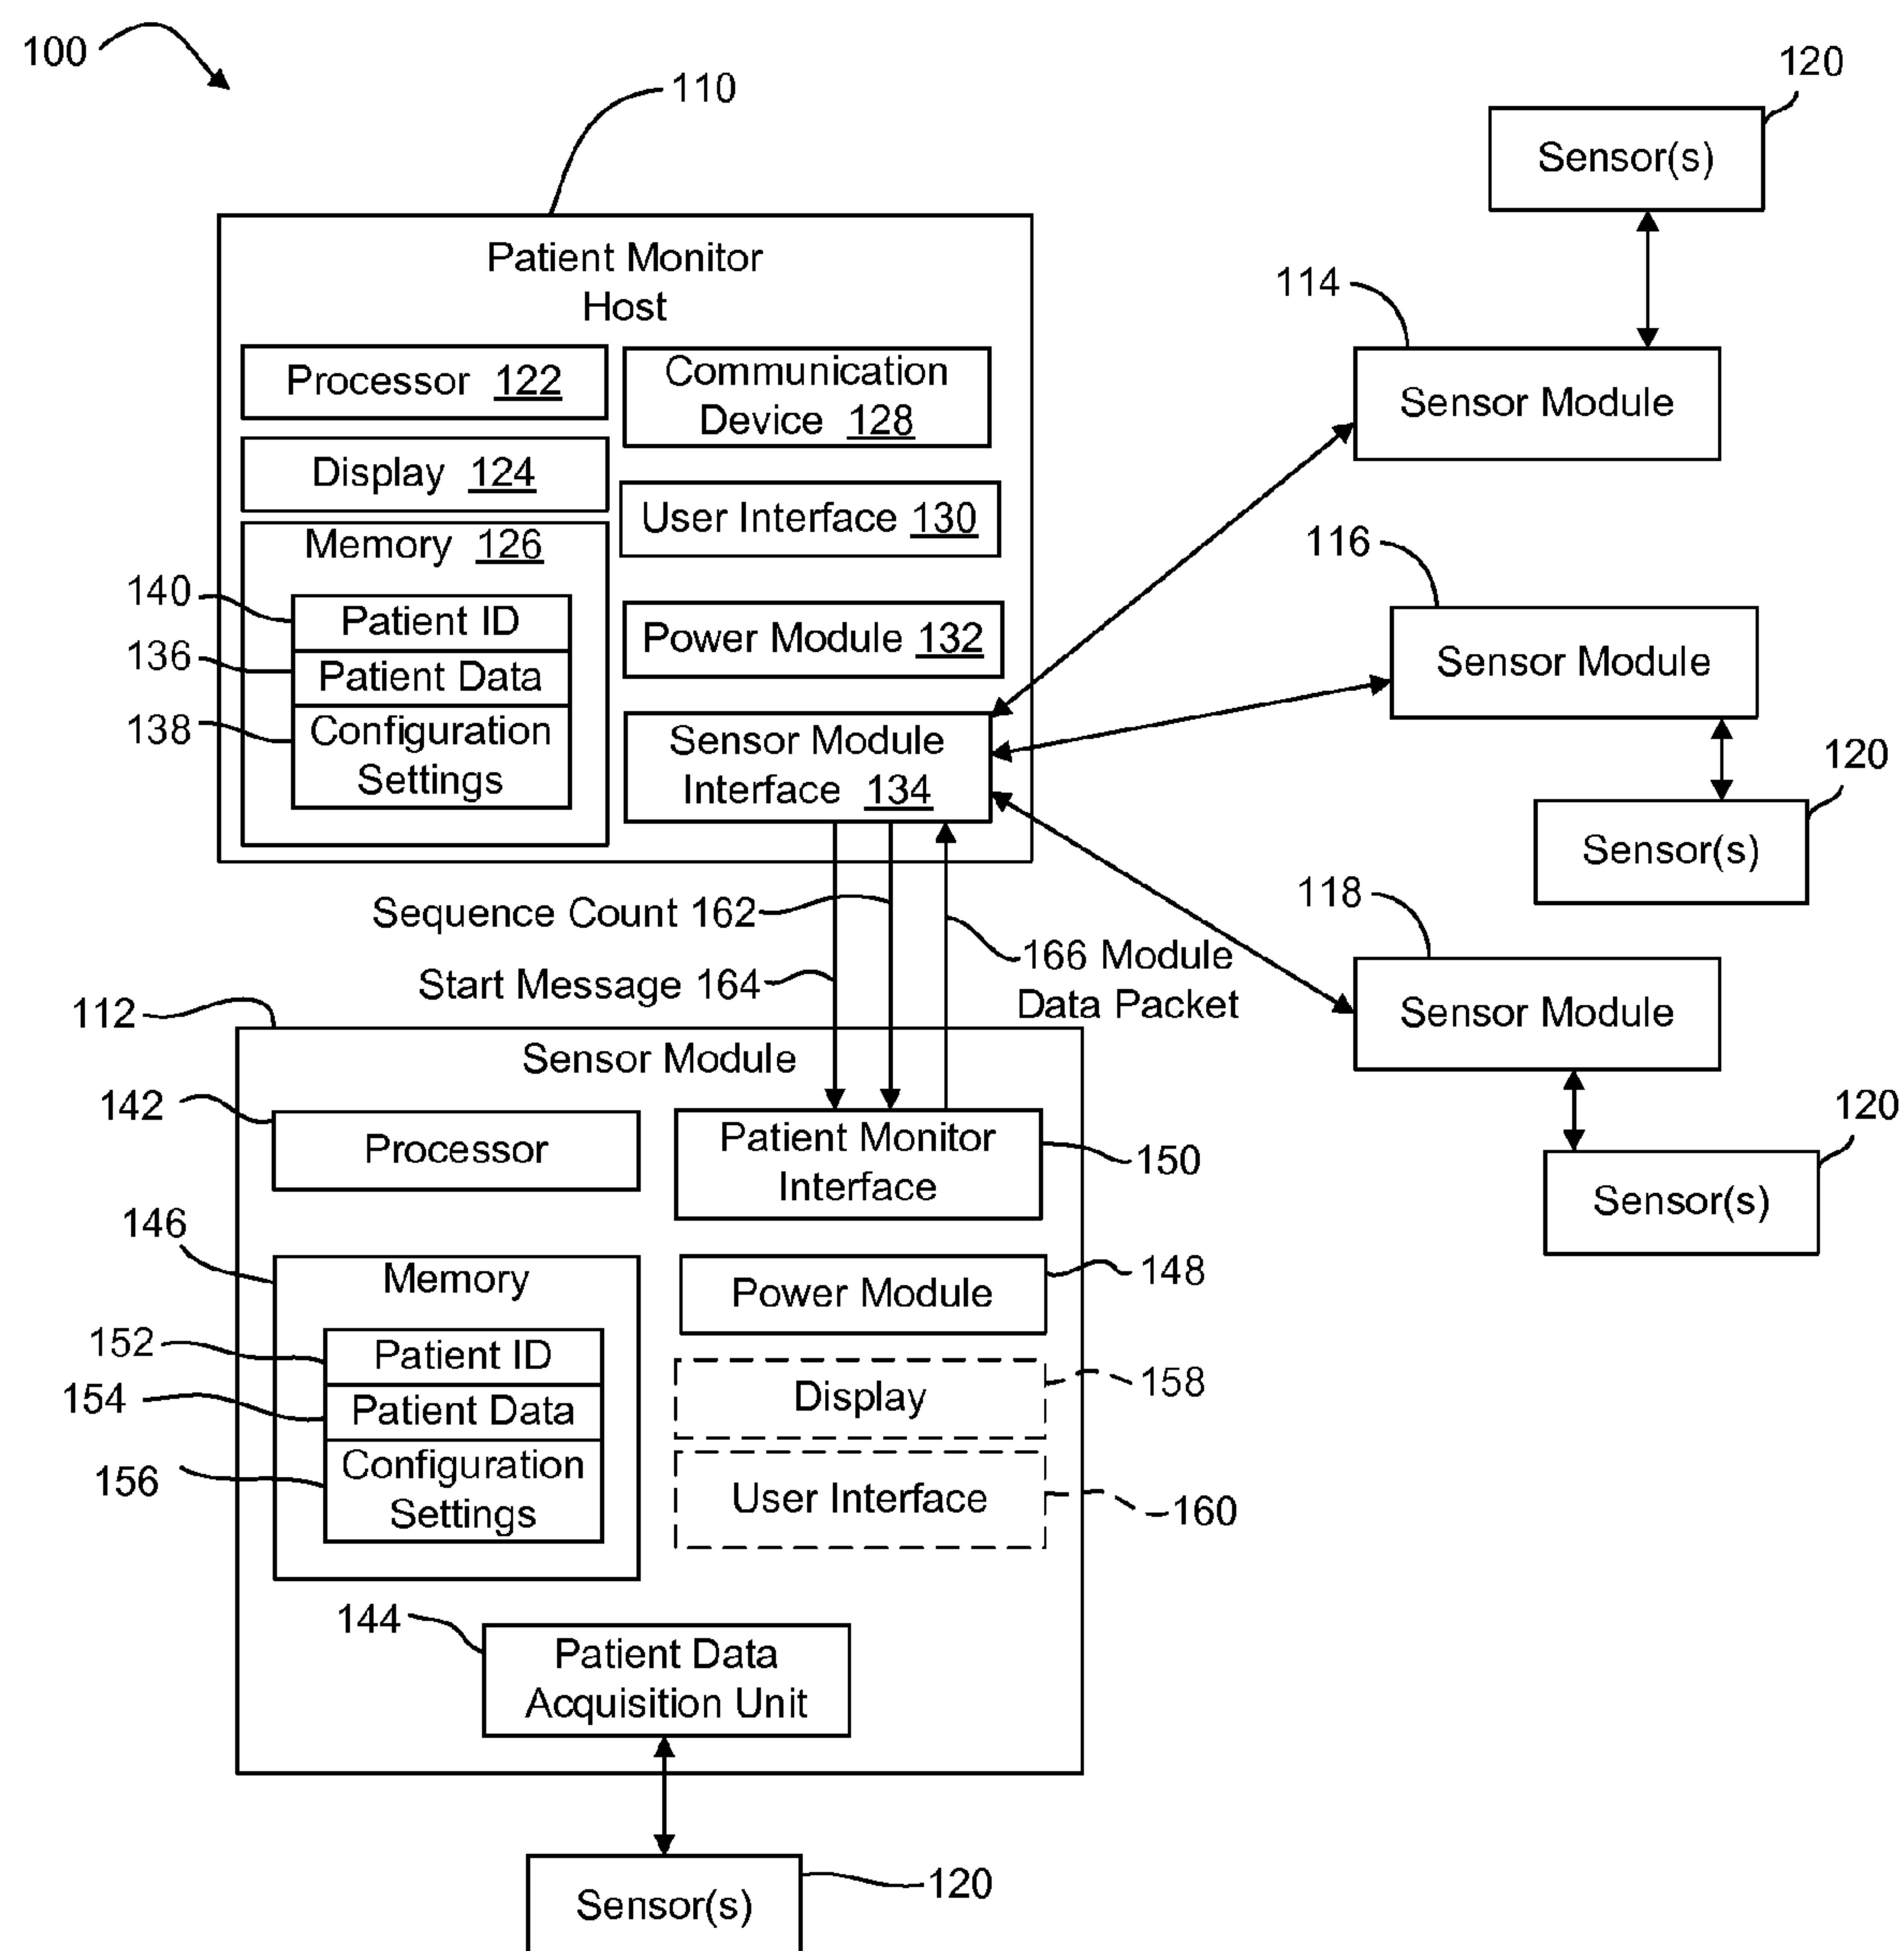 100
110
120
Sensor(s)
Patient Monitor
Host
114
Sensor Module
Processor 122
Communication
Device 128
Display 124
User Interface 130
Memory 126
116
Sensor Module
140
Patient ID
136
Patient Data
138
Configuration
Settings
Power Module 132
Sensor Module
Interface 134
120
Sensor(s)
118
Sensor Module
120
Sensor(s)
Sequence Count 162
Start Message 164
166 Module
Data Packet
112
Sensor Module
142
Processor
Patient Monitor
Interface
150
146
Memory
Power Module
148
152
Patient ID
154
Patient Data
156
Configuration
Settings
Display
158
User Interface
160
144
Patient Data
Acquisition Unit
Sensor(s)
120